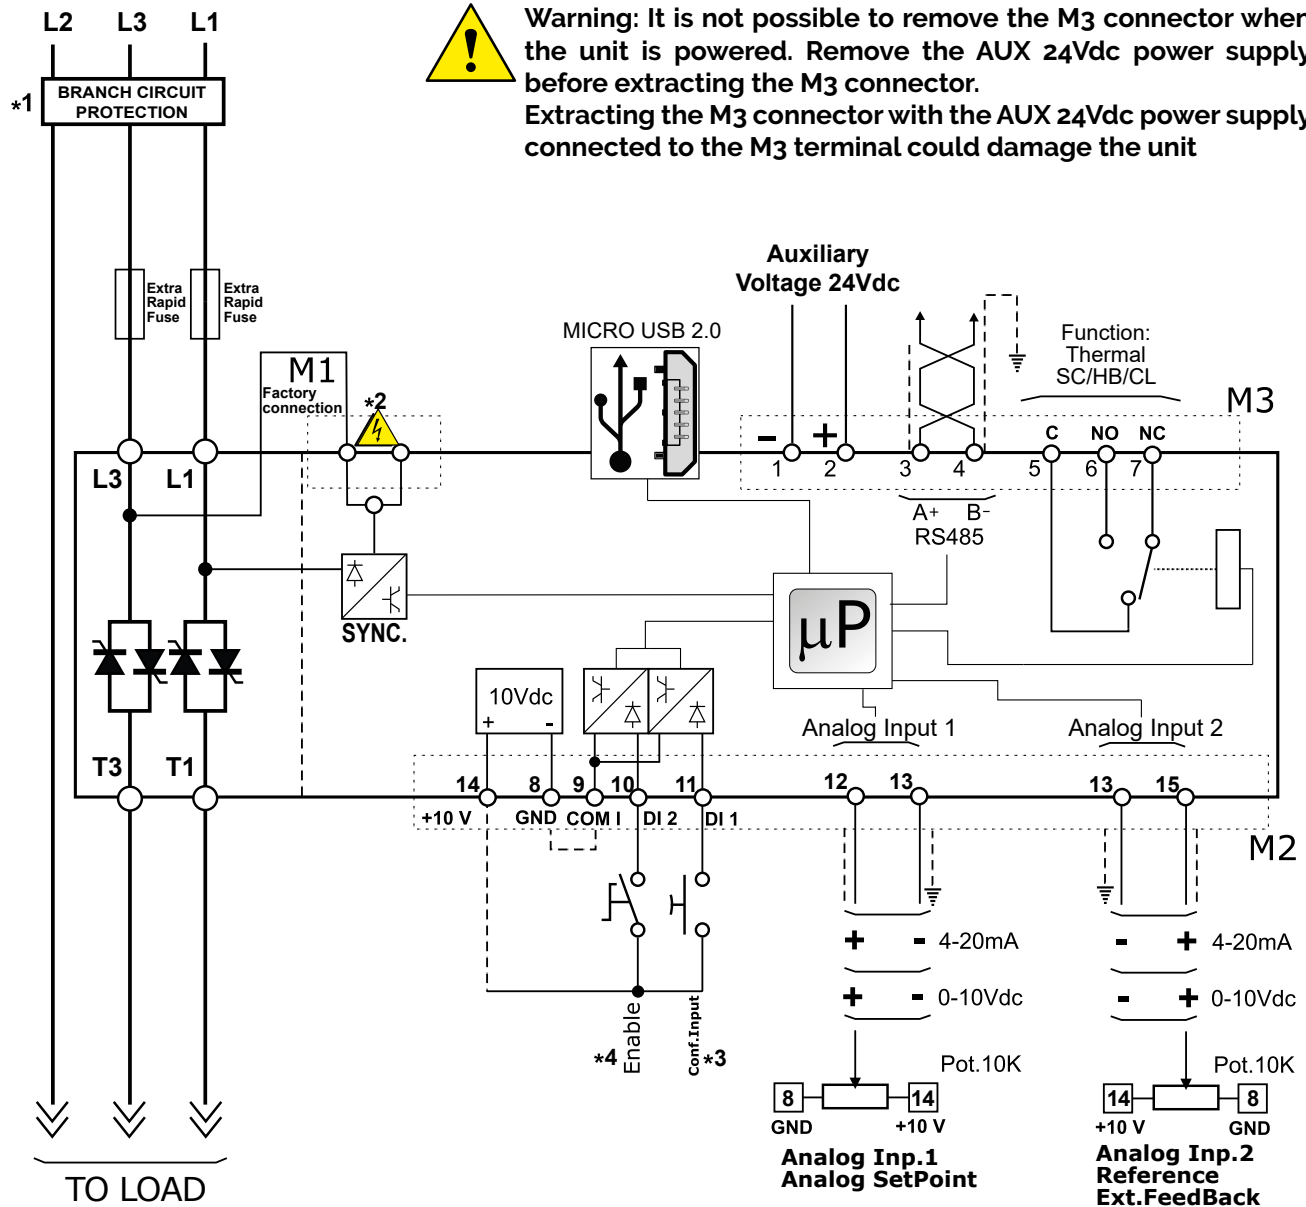 L2 L3 L1
Warning: It is not possible to remove the M3 connector when
the unit is powered. Remove the AUX 24Vdc power supply
before extracting the M3 connector.
Extracting the M3 connector with the AUX 24Vdc power supply
connected to the M3 terminal could damage the unit
*1
BRANCH CIRCUIT
PROTECTION
Extra
Rapid
Fuse
Extra
Rapid
Fuse
Auxiliary
Voltage 24Vdc
MICRO USB 2.0
Function:
Thermal
SC/HB/CL
M1
Factory
connection
*2
M3
- +
C NO NC
1 2 3 4 5 6 7
L3 L1
A+ B-
RS485
SYNC.
µP
10Vdc
+ -
Analog Input 1
Analog Input 2
T3 T1
14 8 9 10 11 12 13 13 15
+10 V GND COM I DI 2 DI 1
M2
+ - 4-20mA
- + 4-20mA
+ - 0-10Vdc
- + 0-10Vdc
*4 Enable
Conf.Input *3
Pot.10K
Pot.10K
8 14
14 8
GND +10 V
+10 V GND
Analog Inp.1
Analog SetPoint
Analog Inp.2
Reference
Ext.FeedBack
TO LOAD